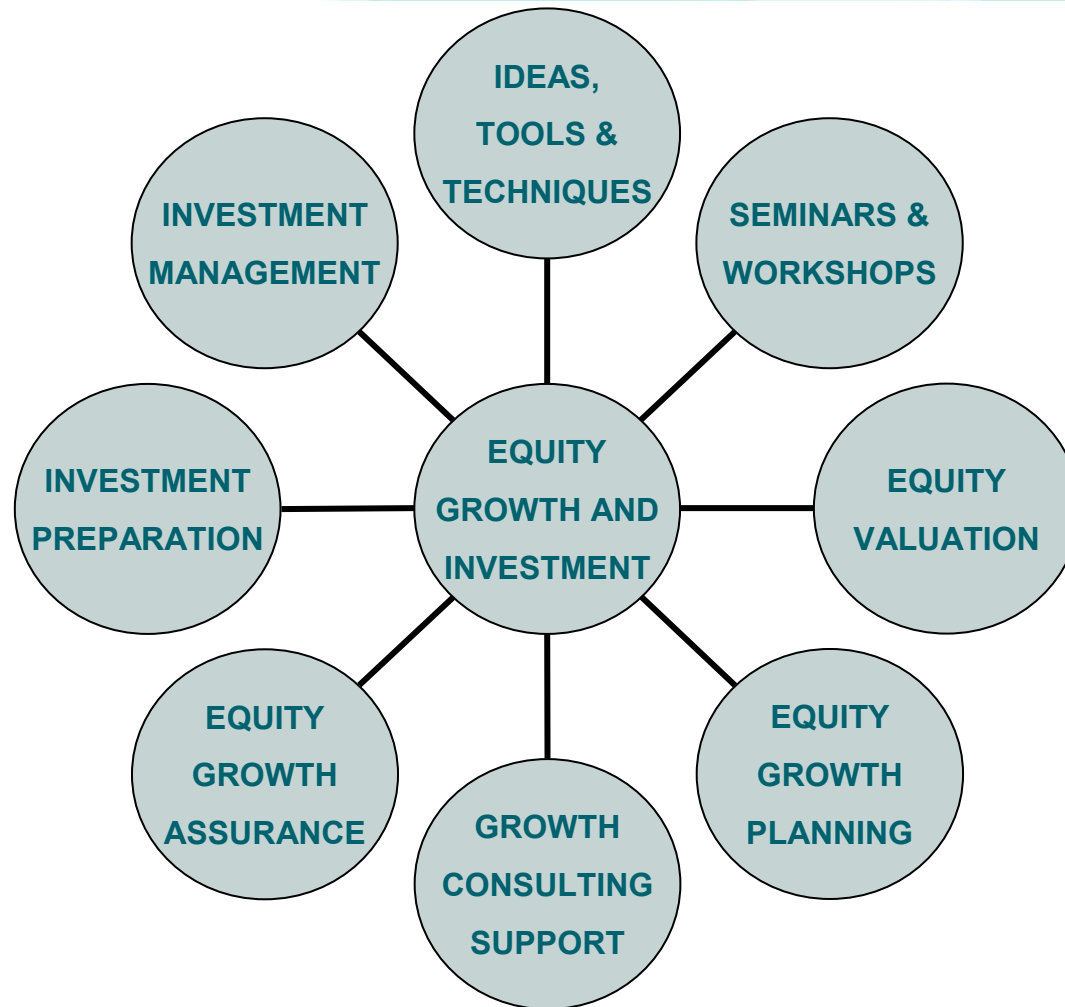 IDEAS,
TOOLS &
TECHNIQUES
SEMINARS &
WORKSHOPS
EQUITY
VALUATION
EQUITY
GROWTH
PLANNING
GROWTH
CONSULTING
SUPPORT
EQUITY
GROWTH
ASSURANCE
INVESTMENT
PREPARATION
INVESTMENT
MANAGEMENT
EQUITY
GROWTH AND
INVESTMENT